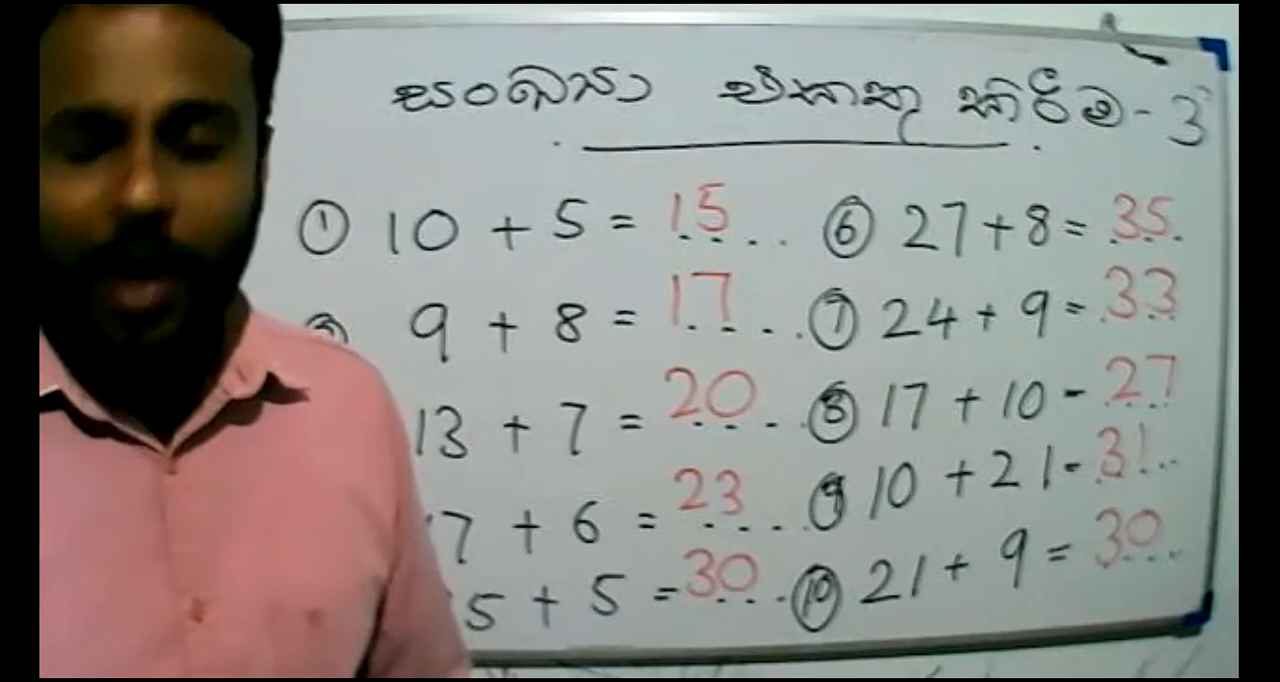 සංඛ්‍යා එකතු කිරීම - 3
① 10 + 5 = 15
9 + 8 = 17
13 + 7 = 20
7 + 6 = 23
5 + 5 = 30
⑥ 27 + 8 = 35
⑦ 24 + 9 = 33
⑧ 17 + 10 - 27
⑨ 10 + 21 - 31
⑩ 21 + 9 = 30